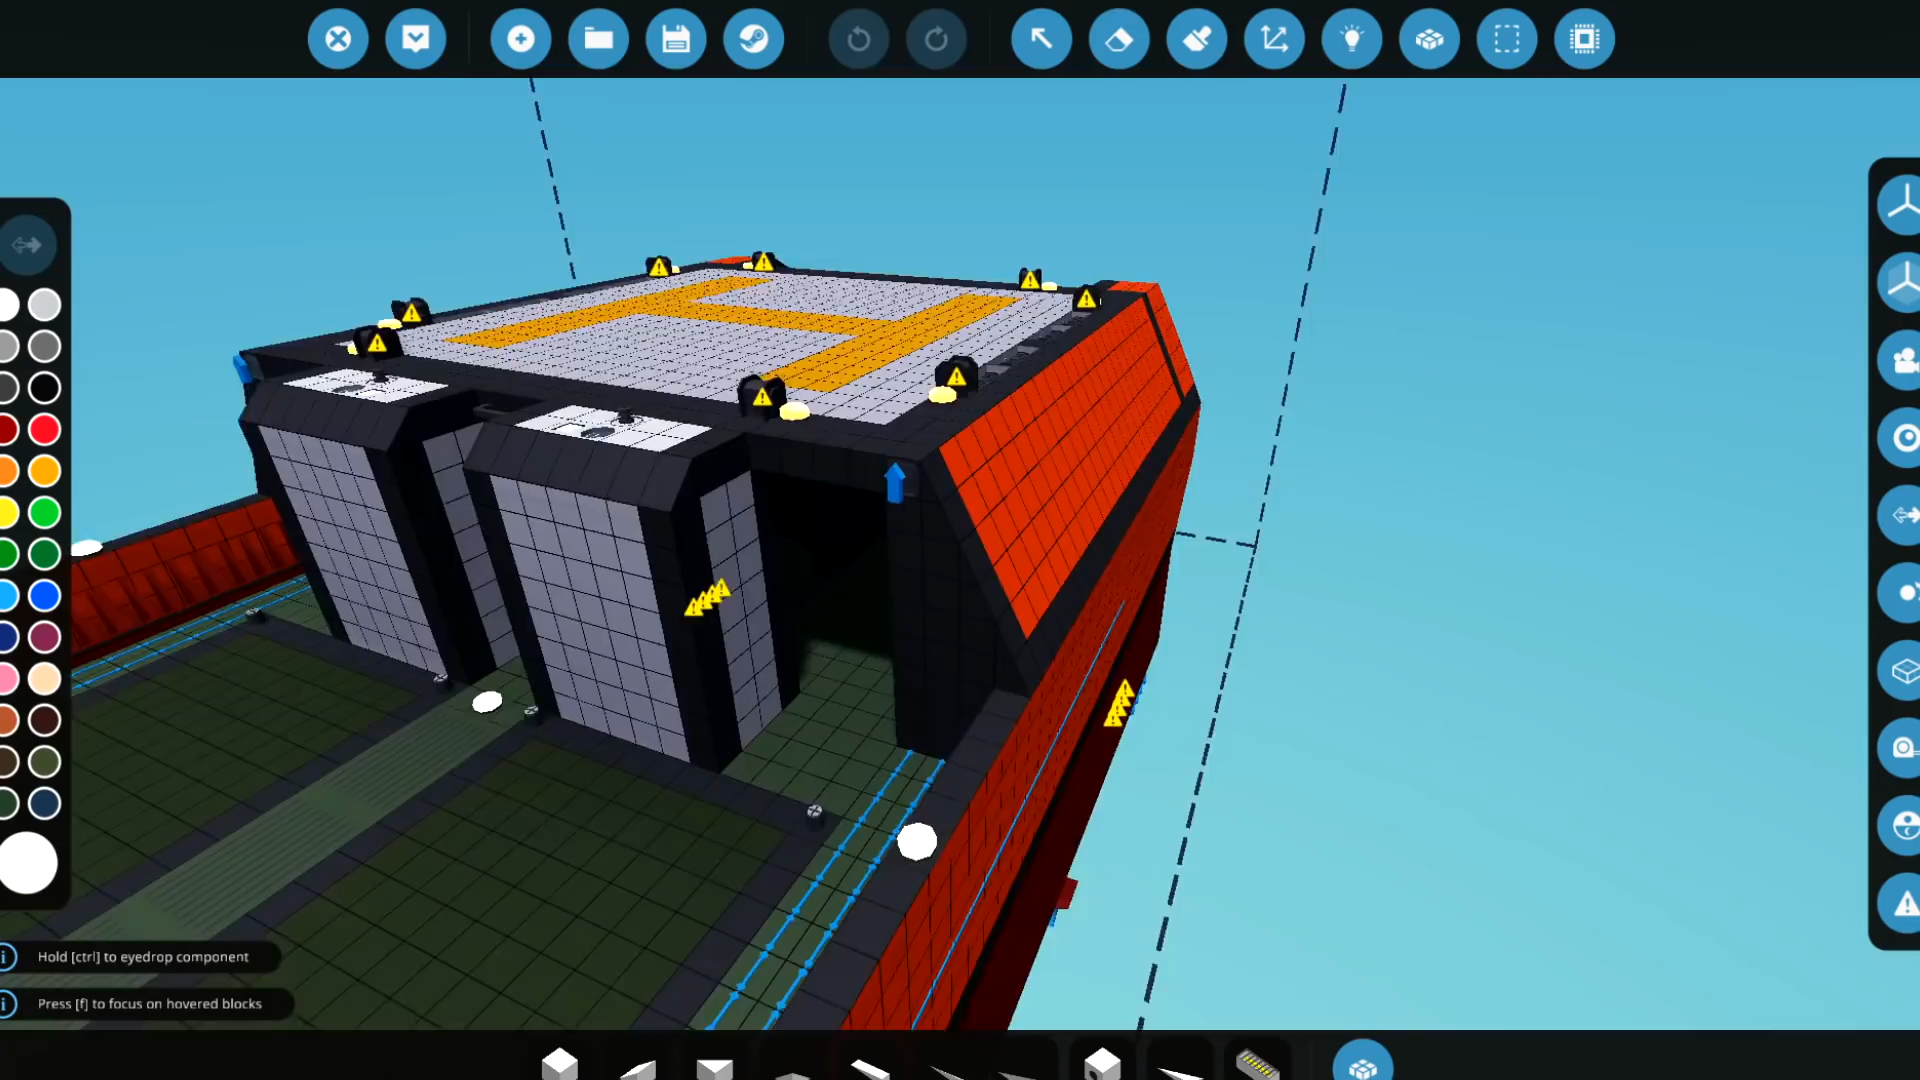 Hold [ctrl] to eyedrop component
Press [f] to focus on hovered blocks